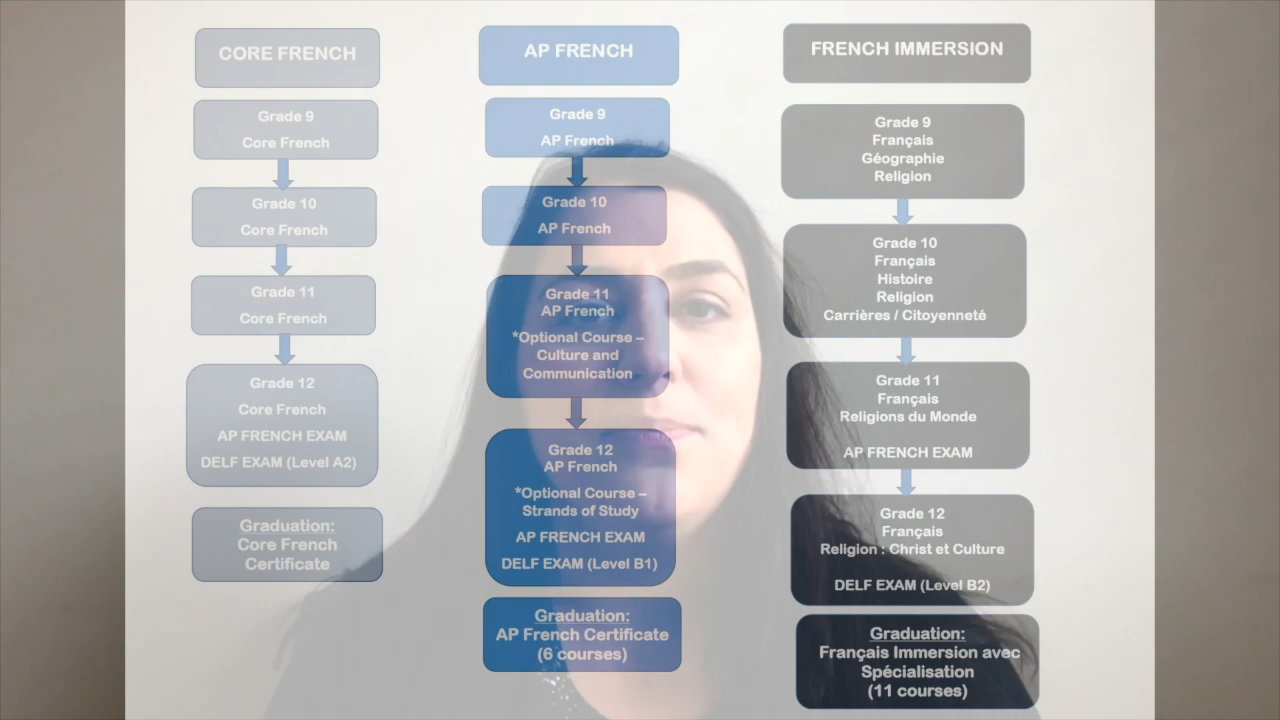 CORE FRENCH
Grade 9
Core French
Grade 10
Core French
Grade 11
Core French
Grade 12
Core French
AP FRENCH EXAM
DELF EXAM (Level A2)
Graduation:
Core French
Certificate
AP FRENCH
Grade 9
AP French
Grade 10
AP French
Grade 11
AP French
*Optional Course –
Culture and
Communication
Grade 12
AP French
*Optional Course –
Strands of Study
AP FRENCH EXAM
DELF EXAM (Level B1)
Graduation:
AP French Certificate
(6 courses)
FRENCH IMMERSION
Grade 9
Français
Géographie
Religion
Grade 10
Français
Histoire
Religion
Carrières / Citoyenneté
Grade 11
Français
Religions du Monde
AP FRENCH EXAM
Grade 12
Français
Religion : Christ et Culture
DELF EXAM (Level B2)
Graduation:
Français Immersion avec
Spécialisation
(11 courses)